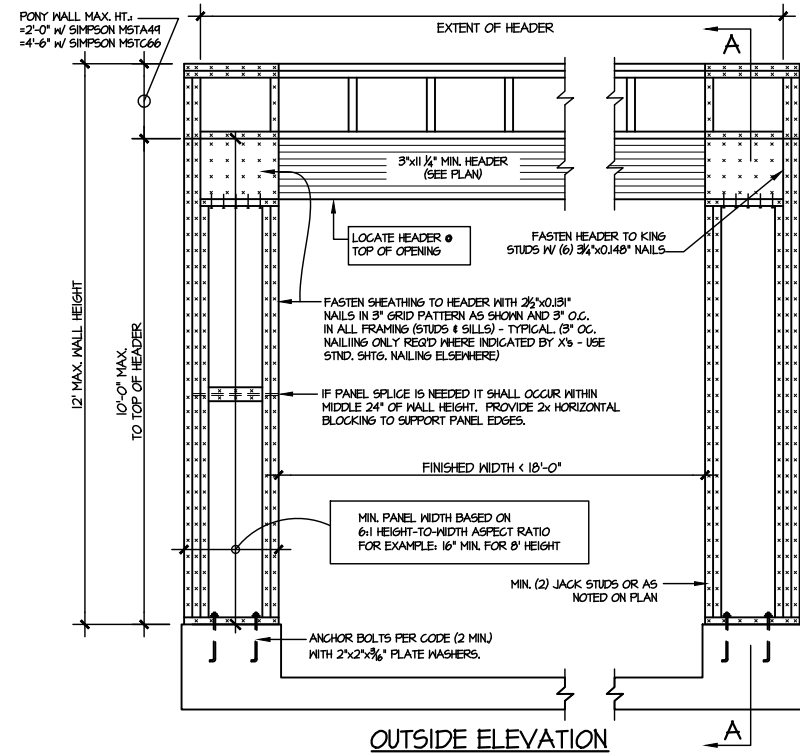 PONY WALL MAX. HT.:
=2'-0" W/ SIMPSON MSTA49
=4'-6" W/ SIMPSON MSTC66
EXTENT OF HEADER
A
3"x11 1/4" MIN. HEADER
(SEE PLAN)
LOCATE HEADER @
TOP OF OPENING
FASTEN HEADER TO KING
STUDS W/ (6) 3 1/4"x0.148" NAILS
12' MAX. WALL HEIGHT
10'-0" MAX.
TO TOP OF HEADER
FASTEN SHEATHING TO HEADER WITH 2 1/2"x0.131"
NAILS IN 3" GRID PATTERN AS SHOWN AND 3" O.C.
IN ALL FRAMING (STUDS & SILLS) - TYPICAL. (3" OC.
NAILIING ONLY REQ'D WHERE INDICATED BY X's - USE
STND. SHTG. NAILING ELSEWHERE)
IF PANEL SPLICE IS NEEDED IT SHALL OCCUR WITHIN
MIDDLE 24" OF WALL HEIGHT. PROVIDE 2x HORIZONTAL
BLOCKING TO SUPPORT PANEL EDGES.
FINISHED WIDTH < 18'-0"
MIN. PANEL WIDTH BASED ON
6:1 HEIGHT-TO-WIDTH ASPECT RATIO
FOR EXAMPLE: 16" MIN. FOR 8' HEIGHT
MIN. (2) JACK STUDS OR AS
NOTED ON PLAN
ANCHOR BOLTS PER CODE (2 MIN.)
WITH 2"x2"x3/16" PLATE WASHERS.
A
OUTSIDE ELEVATION